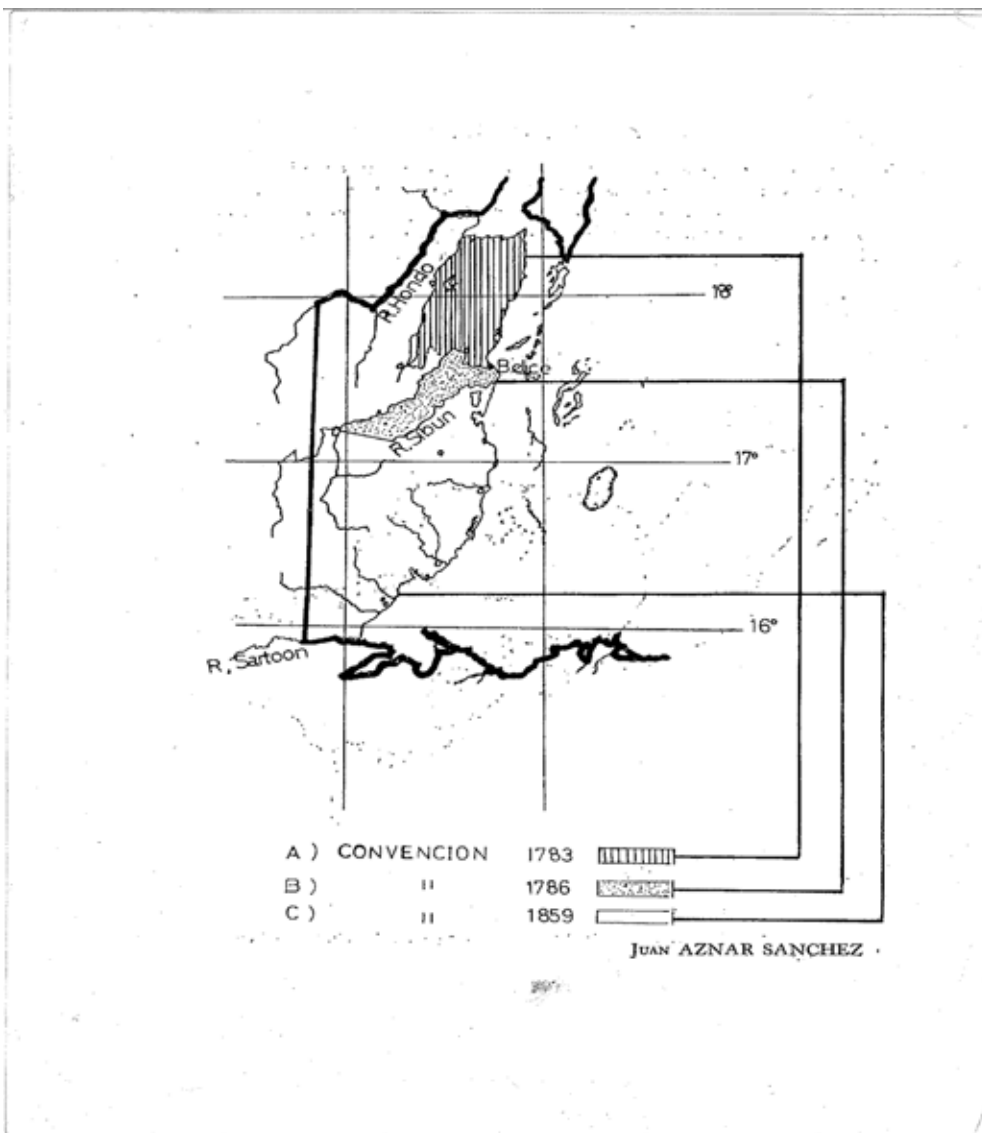 R. Hondo
18°
Belice
R. Sibun
17°
16°
R. Sartoon
A ) CONVENCION 1783
B ) " 1786
C ) " 1859
JUAN AZNAR SANCHEZ